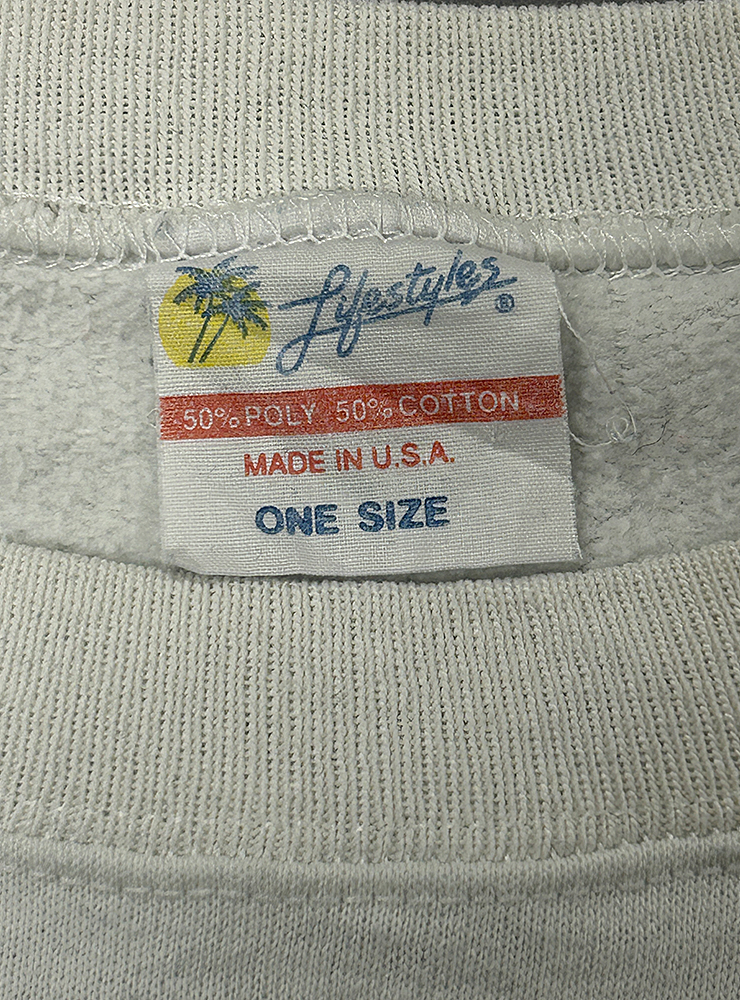 Lifestyles ®
50% POLY 50% COTTON
MADE IN U.S.A.
ONE SIZE